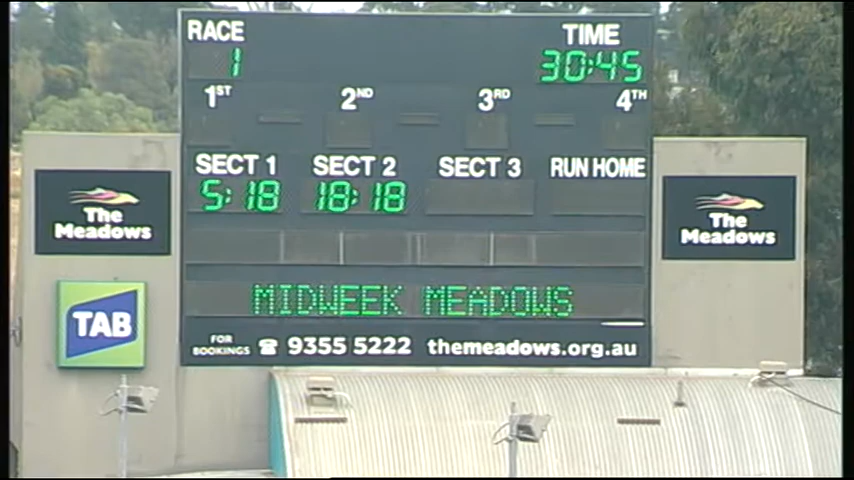 RACE
1
TIME
30:45
1ST
2ND
3RD
4TH
SECT 1
SECT 2
SECT 3
RUN HOME
5:18
18:18
The Meadows
The Meadows
MIDWEEK MEADOWS
TAB
FOR BOOKINGS ☎ 9355 5222 themeadows.org.au